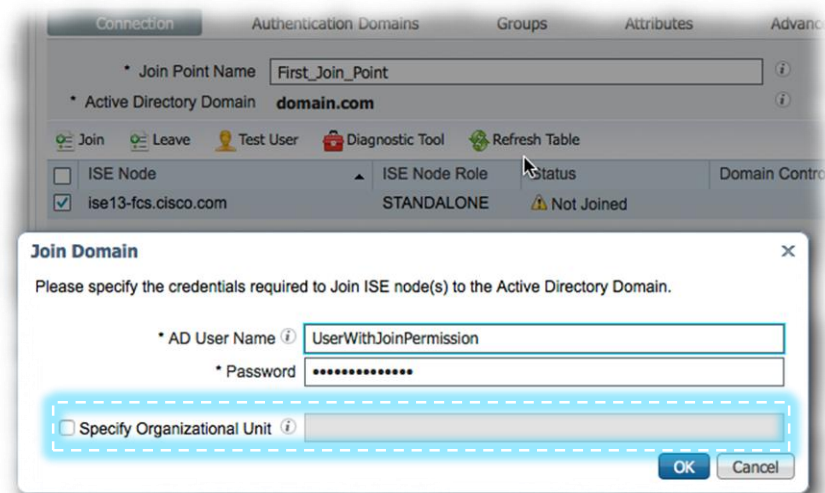 Connection Authentication Domains Groups Attributes Advanc
* Join Point Name First_Join_Point
* Active Directory Domain domain.com
Join Leave Test User Diagnostic Tool Refresh Table
ISE Node ISE Node Role Status Domain Contro
ise13-fcs.cisco.com STANDALONE Not Joined
Join Domain
Please specify the credentials required to Join ISE node(s) to the Active Directory Domain.
* AD User Name UserWithJoinPermission
* Password ••••••••••••••
Specify Organizational Unit
OK Cancel